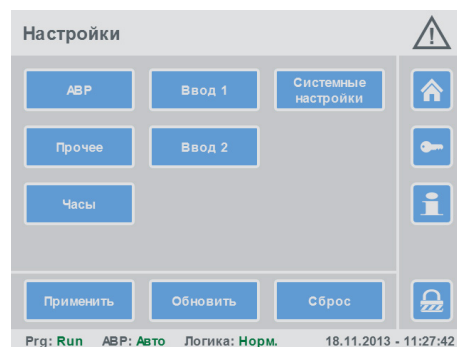 Настройки
АВР Ввод 1 Системные
настройки
Прочее Ввод 2
Часы
Применить Обновить Сброс
Prg: Run АВР: Авто Логика: Норм. 18.11.2013 - 11:27:42